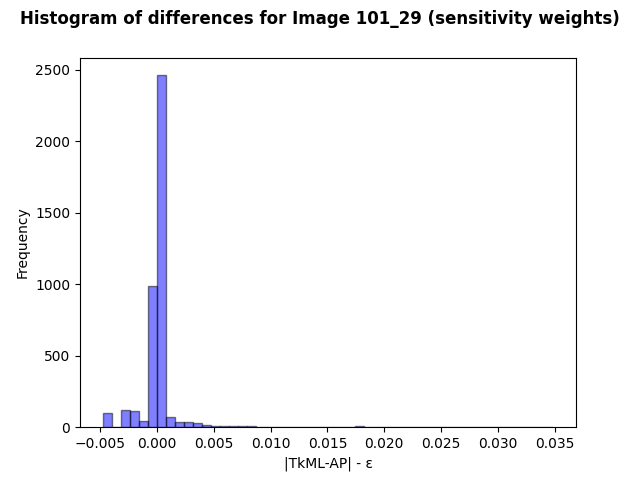 Histogram of differences for Image 101_29 (sensitivity weights)
2500
2000
1500
1000
500
0
Frequency
−0.005 0.000 0.005 0.010 0.015 0.020 0.025 0.030 0.035
|TkML-AP| - ε